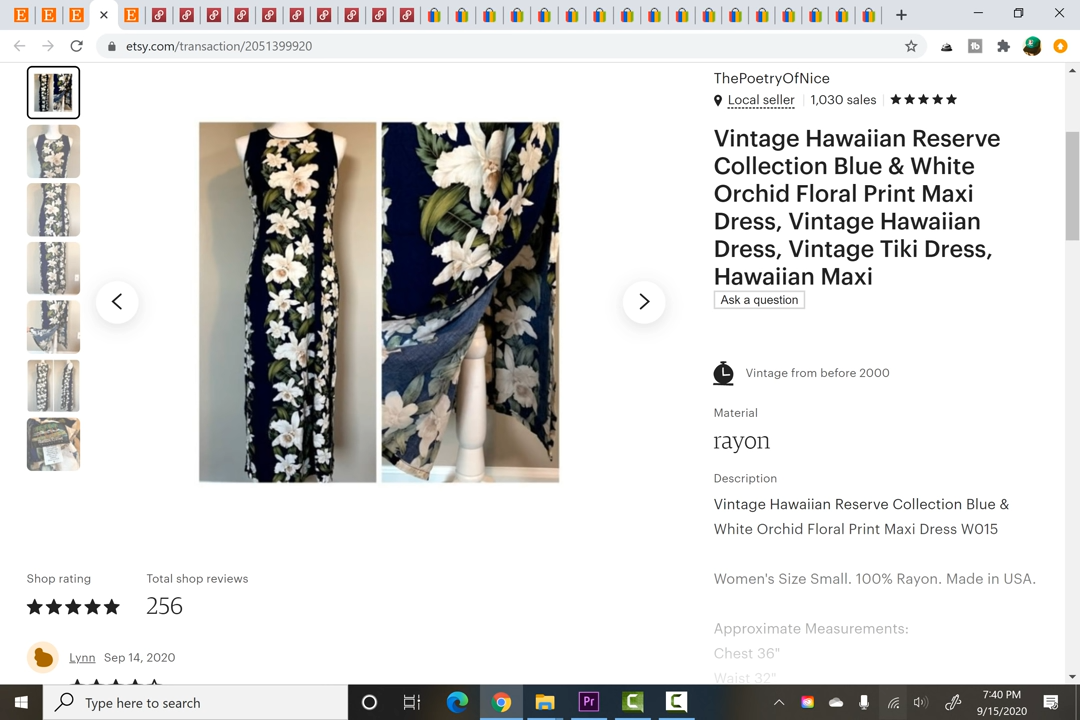 etsy.com/transaction/2051399920
ThePoetryOfNice
Local seller 1,030 sales
Vintage Hawaiian Reserve
Collection Blue & White
Orchid Floral Print Maxi
Dress, Vintage Hawaiian
Dress, Vintage Tiki Dress,
Hawaiian Maxi
Ask a question
Vintage from before 2000
Material
rayon
Description
Vintage Hawaiian Reserve Collection Blue &
White Orchid Floral Print Maxi Dress W015
Women's Size Small. 100% Rayon. Made in USA.
Approximate Measurements:
Chest 36"
Waist 32"
Shop rating Total shop reviews
256
Lynn Sep 14, 2020
Type here to search
Pr
7:40 PM
9/15/2020